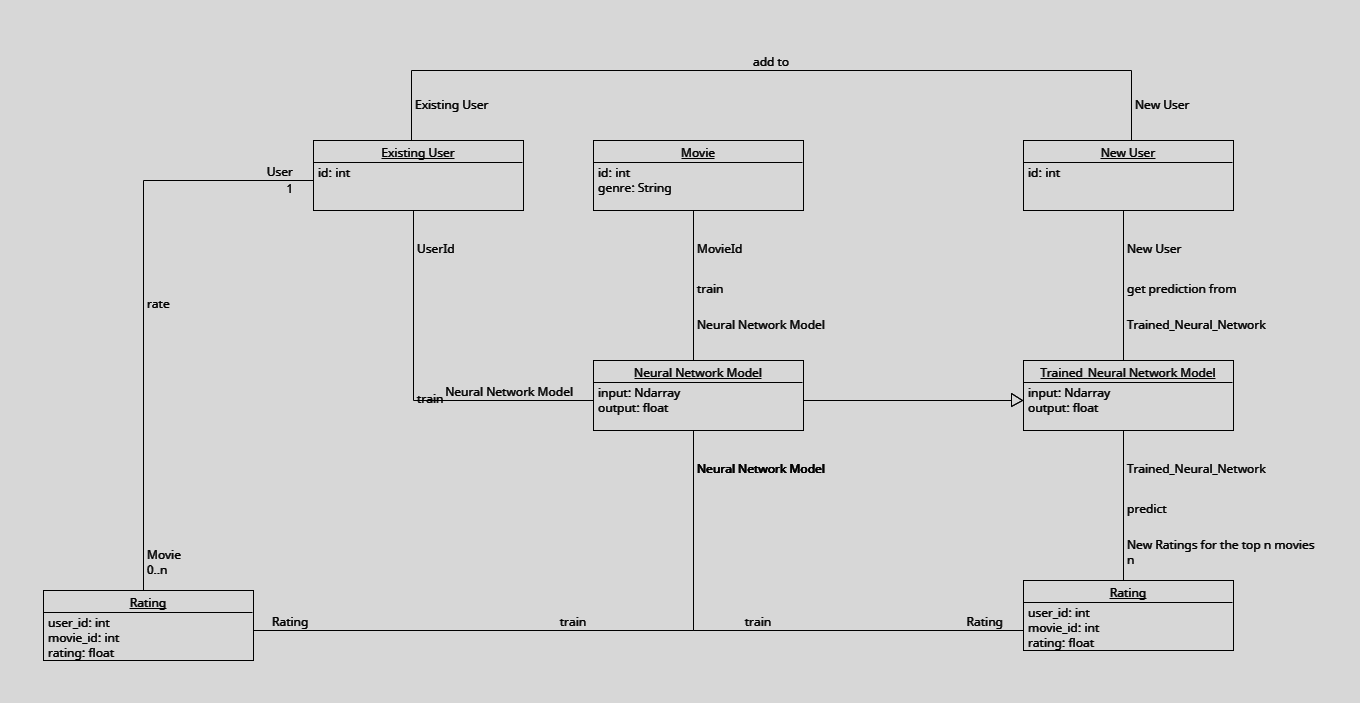 add to
Existing User
New User
Existing User
id: int
Movie
id: int
genre: String
New User
id: int
User
1
UserId
MovieId
New User
train
get prediction from
rate
Neural Network Model
Trained_Neural_Network
Neural Network Model
input: Ndarray
output: float
Trained_Neural Network Model
input: Ndarray
output: float
train
Neural Network Model
Neural Network Model
Trained_Neural_Network
predict
New Ratings for the top n movies
n
Movie
0..n
Rating
user_id: int
movie_id: int
rating: float
Rating
user_id: int
movie_id: int
rating: float
Rating
train
train
Rating